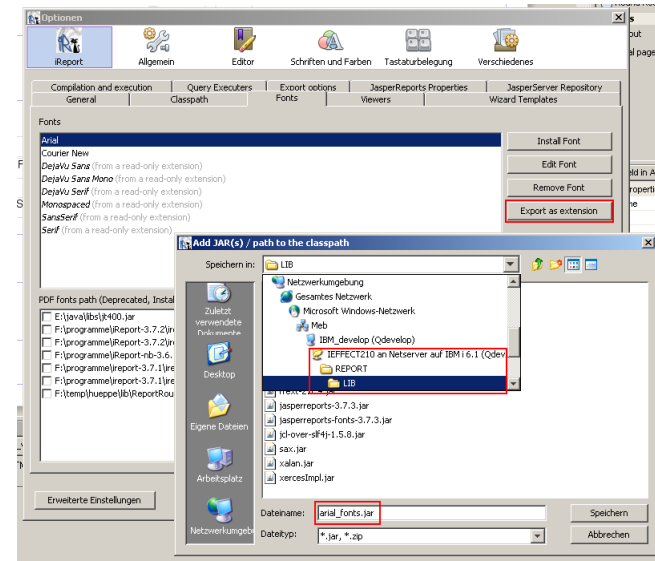 Optionen
iReport
Allgemein
Editor
Schriften und Farben
Tastaturbelegung
Verschiedenes
Compilation and execution
Query Executers
Export options
JasperReports Properties
JasperServer Repository
General
Classpath
Fonts
Viewers
Wizard Templates
Fonts
Arial
Courier New
DejaVu Sans (from a read-only extension)
DejaVu Sans Mono (from a read-only extension)
DejaVu Serif (from a read-only extension)
Monospaced (from a read-only extension)
SansSerif (from a read-only extension)
Serif (from a read-only extension)
Install Font
Edit Font
Remove Font
Export as extension
PDF fonts path (Deprecated, Instal
E:\java\libs\jt400.jar
F:\programme\iReport-3.7.2\ire
F:\programme\iReport-3.7.2\ire
F:\programme\iReport-nb-3.6.
F:\programme\ireport-3.7.1\ire
F:\programme\ireport-3.7.1\ire
F:\temp\hueppe\lib\ReportRou
Erweiterte Einstellungen
Add JAR(s) / path to the classpath
Speichern in:
LIB
Netzwerkumgebung
Gesamtes Netzwerk
Microsoft Windows-Netzwerk
Meb
IBM_develop (Qdevelop)
IEFFECT210 an Netserver auf IBM i 6.1 (Qdev
REPORT
LIB
jasperreports-3.7.3.jar
jasperreports-fonts-3.7.3.jar
jcl-over-slf4j-1.5.8.jar
sax.jar
xalan.jar
xercesImpl.jar
Zuletzt
verwendete
Dokumente
Desktop
Eigene Dateien
Arbeitsplatz
Netzwerkumgeb
Dateiname:
arial_fonts.jar
Speichern
Dateityp:
*.jar, *.zip
Abbrechen